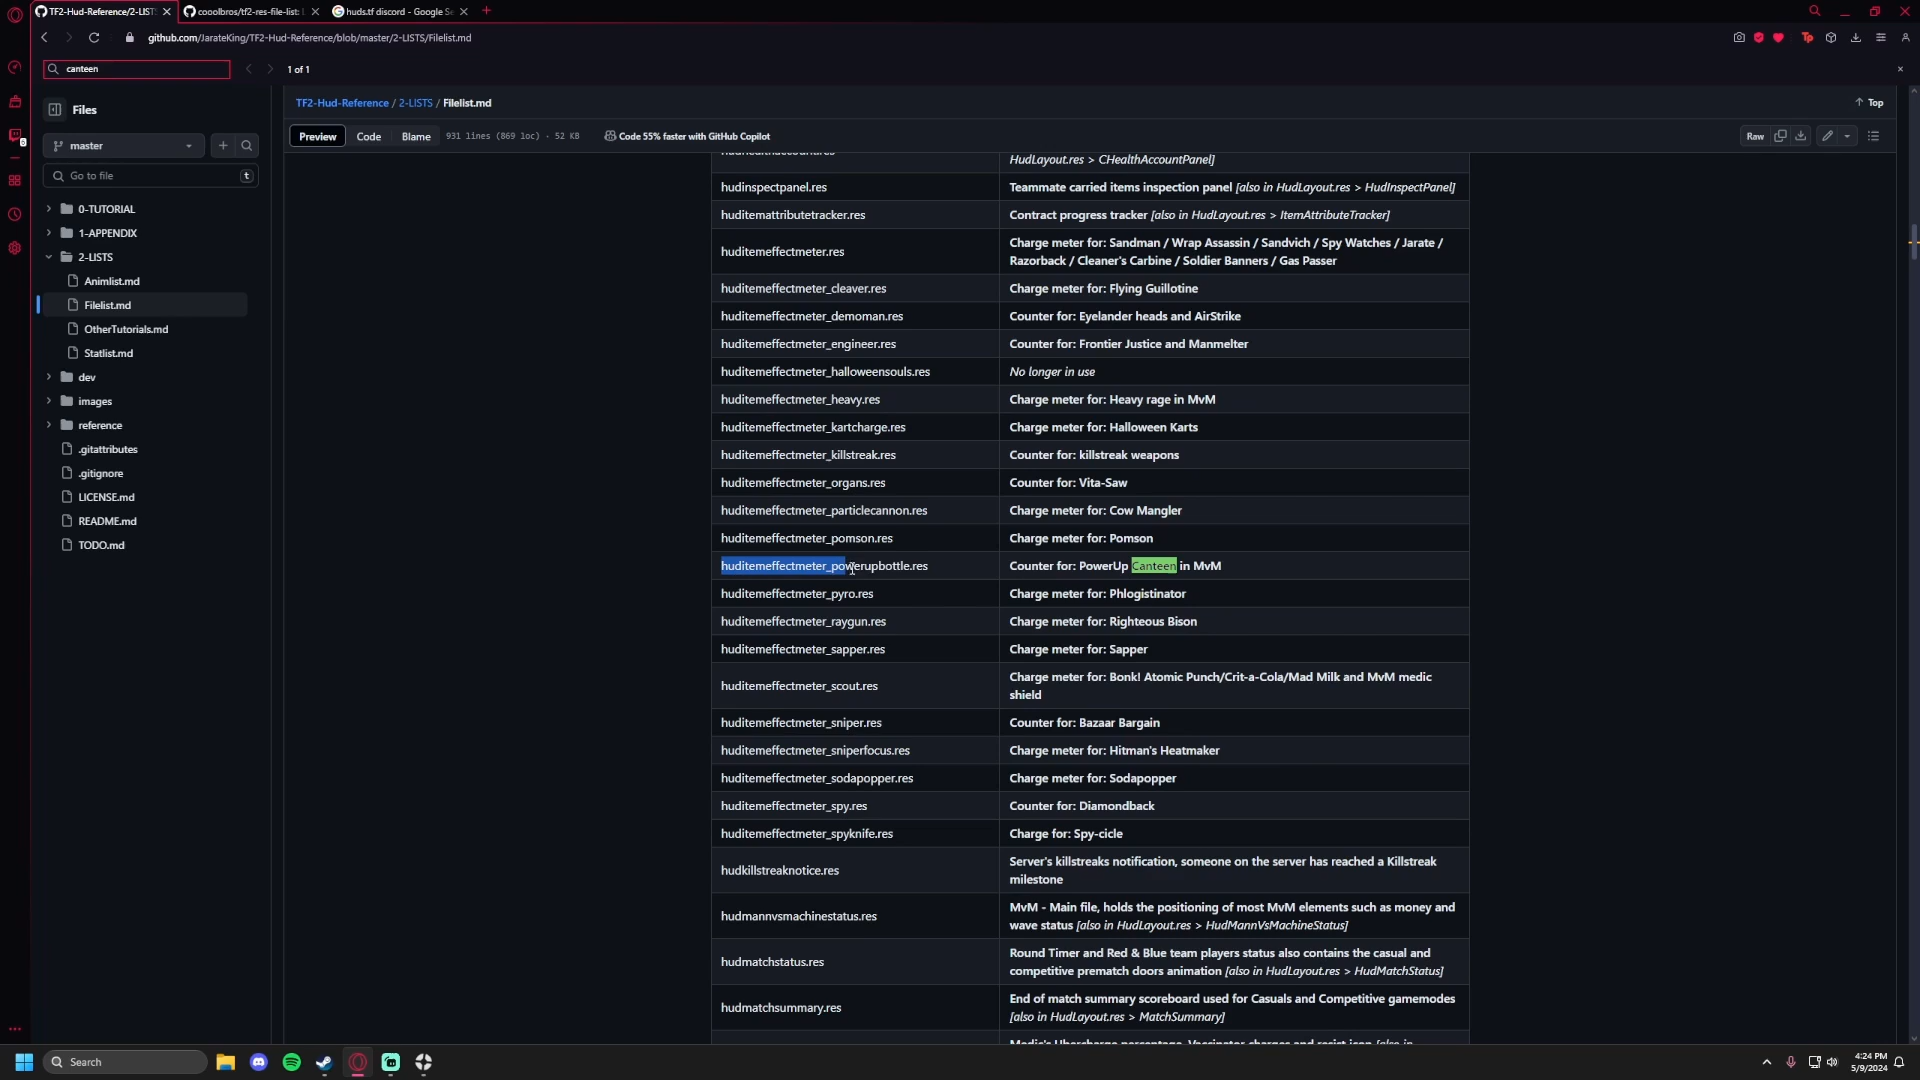 TF2-Hud-Reference/2-LIST
cooolbros/tf2-res-file-list:
huds.tf discord - Google Se
github.com/JarateKing/TF2-Hud-Reference/blob/master/2-LISTS/Filelist.md
canteen
1 of 1
Files
master
Go to file
t
0-TUTORIAL
1-APPENDIX
2-LISTS
Animlist.md
Filelist.md
OtherTutorials.md
Statlist.md
dev
images
reference
.gitattributes
.gitignore
LICENSE.md
README.md
TODO.md
TF2-Hud-Reference / 2-LISTS / Filelist.md
Top
Preview Code Blame 931 lines (869 loc) · 52 KB Code 55% faster with GitHub Copilot
Raw
HudLayout.res > CHealthAccountPanel]
hudinspectpanel.res Teammate carried items inspection panel [also in HudLayout.res > HudInspectPanel]
huditemattributetracker.res Contract progress tracker [also in HudLayout.res > ItemAttributeTracker]
huditemeffectmeter.res Charge meter for: Sandman / Wrap Assassin / Sandvich / Spy Watches / Jarate /
Razorback / Cleaner's Carbine / Soldier Banners / Gas Passer
huditemeffectmeter_cleaver.res Charge meter for: Flying Guillotine
huditemeffectmeter_demoman.res Counter for: Eyelander heads and AirStrike
huditemeffectmeter_engineer.res Counter for: Frontier Justice and Manmelter
huditemeffectmeter_halloweensouls.res No longer in use
huditemeffectmeter_heavy.res Charge meter for: Heavy rage in MvM
huditemeffectmeter_kartcharge.res Charge meter for: Halloween Karts
huditemeffectmeter_killstreak.res Counter for: killstreak weapons
huditemeffectmeter_organs.res Counter for: Vita-Saw
huditemeffectmeter_particlecannon.res Charge meter for: Cow Mangler
huditemeffectmeter_pomson.res Charge meter for: Pomson
huditemeffectmeter_powerupbottle.res Counter for: PowerUp Canteen in MvM
huditemeffectmeter_pyro.res Charge meter for: Phlogistinator
huditemeffectmeter_raygun.res Charge meter for: Righteous Bison
huditemeffectmeter_sapper.res Charge meter for: Sapper
huditemeffectmeter_scout.res Charge meter for: Bonk! Atomic Punch/Crit-a-Cola/Mad Milk and MvM medic
shield
huditemeffectmeter_sniper.res Counter for: Bazaar Bargain
huditemeffectmeter_sniperfocus.res Charge meter for: Hitman's Heatmaker
huditemeffectmeter_sodapopper.res Charge meter for: Sodapopper
huditemeffectmeter_spy.res Counter for: Diamondback
huditemeffectmeter_spyknife.res Charge for: Spy-cicle
hudkillstreaknotice.res Server's killstreaks notification, someone on the server has reached a Killstreak
milestone
hudmannvsmachinestatus.res MvM - Main file, holds the positioning of most MvM elements such as money and
wave status [also in HudLayout.res > HudMannVsMachineStatus]
hudmatchstatus.res Round Timer and Red & Blue team players status also contains the casual and
competitive prematch doors animation [also in HudLayout.res > HudMatchStatus]
hudmatchsummary.res End of match summary scoreboard used for Casuals and Competitive gamemodes
[also in HudLayout.res > MatchSummary]
Search
4:24 PM
5/9/2024